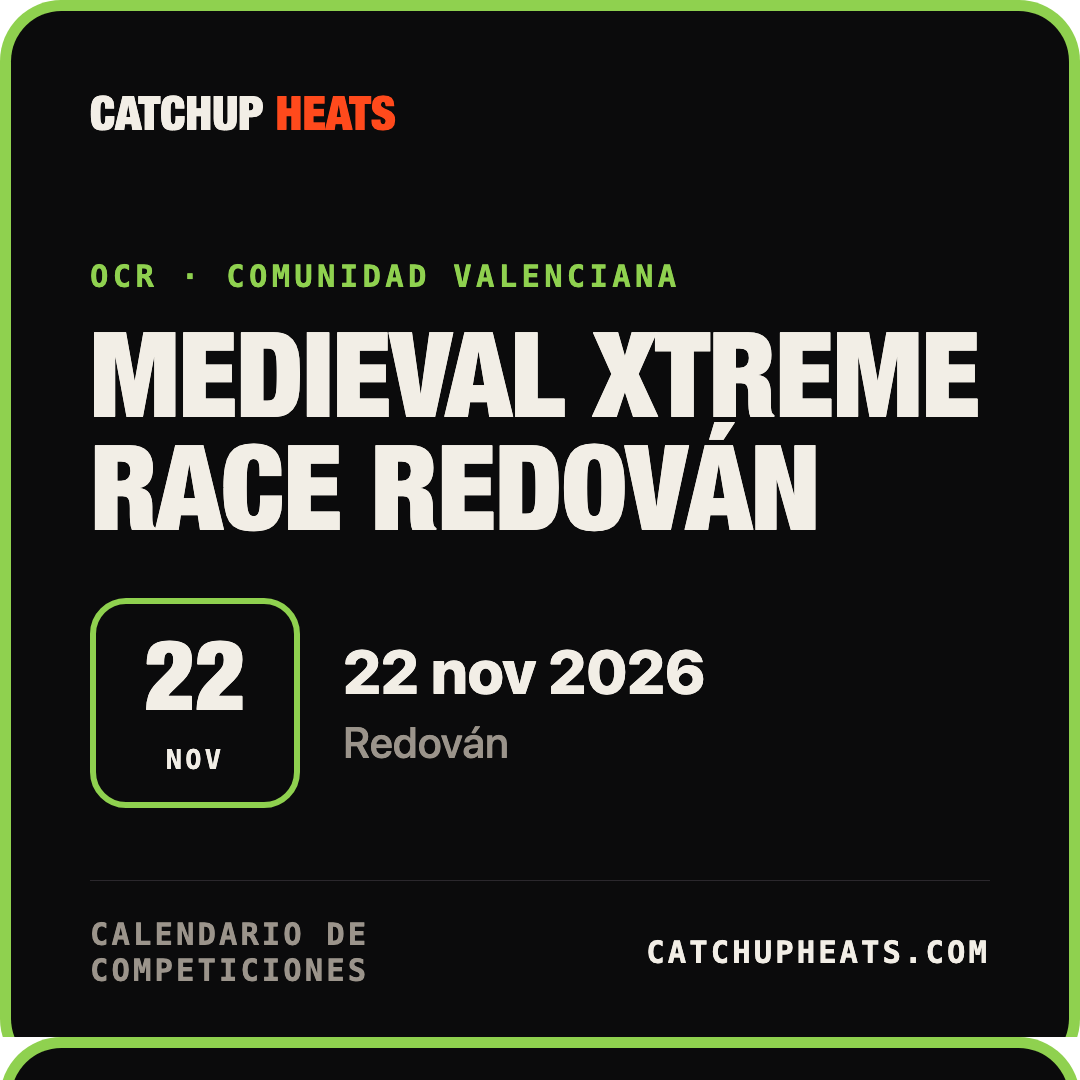 CATCHUP HEATS
OCR · COMUNIDAD VALENCIANA
MEDIEVAL XTREME
RACE REDOVÁN
22
NOV
22 nov 2026
Redován
CALENDARIO DE
COMPETICIONES
CATCHUPHEATS.COM